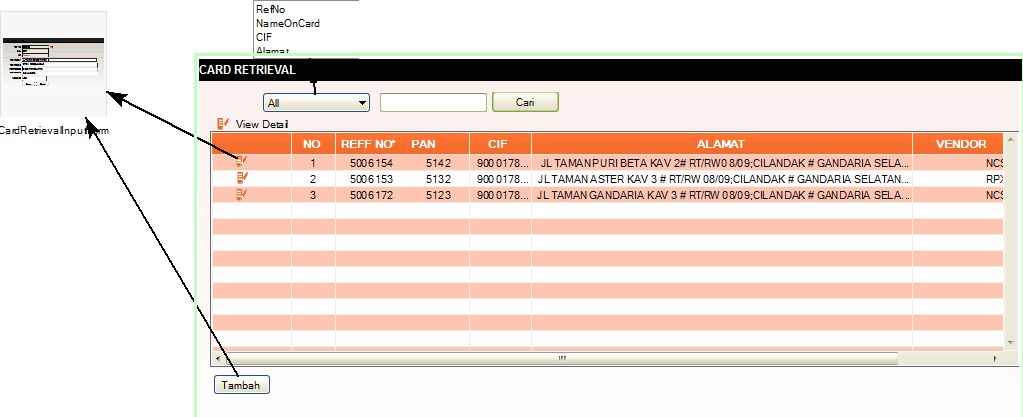 RefNo
NameOnCard
CIF
Alamat
CARD RETRIEVAL
All Cari
View Detail
NO REFF NO* PAN CIF ALAMAT VENDOR
1 5006154 5142 900 0178... JL TAMAN PURI BETA KAV 2# RT/RW 08/09;CILANDAK # GANDARIA SELA... NCS
2 5006153 5132 900 0178... JL TAMAN ASTER KAV 3 # RT/RW 08/09;CILANDAK # GANDARIA SELATAN... RPX
3 5006172 5123 900 0178... JL TAMAN GANDARIA KAV 3 # RT/RW 08/09;CILANDAK # GANDARIA SELA... NCS
Tambah